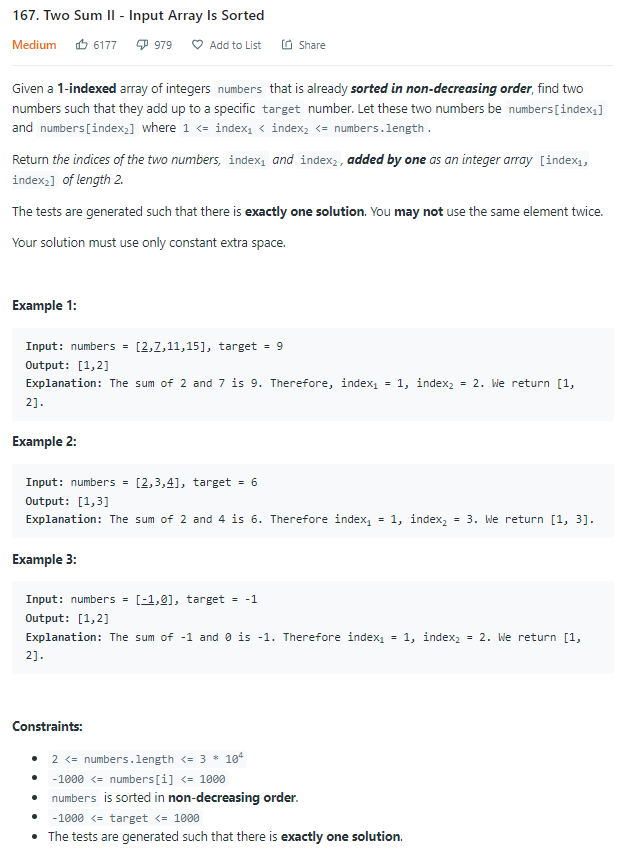 167. Two Sum II - Input Array Is Sorted
Medium 6177 979 Add to List Share
Given a 1-indexed array of integers numbers that is already sorted in non-decreasing order, find two
numbers such that they add up to a specific target number. Let these two numbers be numbers[index₁]
and numbers[index₂] where 1 <= index₁ < index₂ <= numbers.length.
Return the indices of the two numbers, index₁ and index₂, added by one as an integer array [index₁,
index₂] of length 2.
The tests are generated such that there is exactly one solution. You may not use the same element twice.
Your solution must use only constant extra space.
Example 1:
Input: numbers = [2,7,11,15], target = 9
Output: [1,2]
Explanation: The sum of 2 and 7 is 9. Therefore, index₁ = 1, index₂ = 2. We return [1,
2].
Example 2:
Input: numbers = [2,3,4], target = 6
Output: [1,3]
Explanation: The sum of 2 and 4 is 6. Therefore index₁ = 1, index₂ = 3. We return [1, 3].
Example 3:
Input: numbers = [-1,0], target = -1
Output: [1,2]
Explanation: The sum of -1 and 0 is -1. Therefore index₁ = 1, index₂ = 2. We return [1,
2].
Constraints:
• 2 <= numbers.length <= 3 * 10⁴
• -1000 <= numbers[i] <= 1000
• numbers is sorted in non-decreasing order.
• -1000 <= target <= 1000
• The tests are generated such that there is exactly one solution.